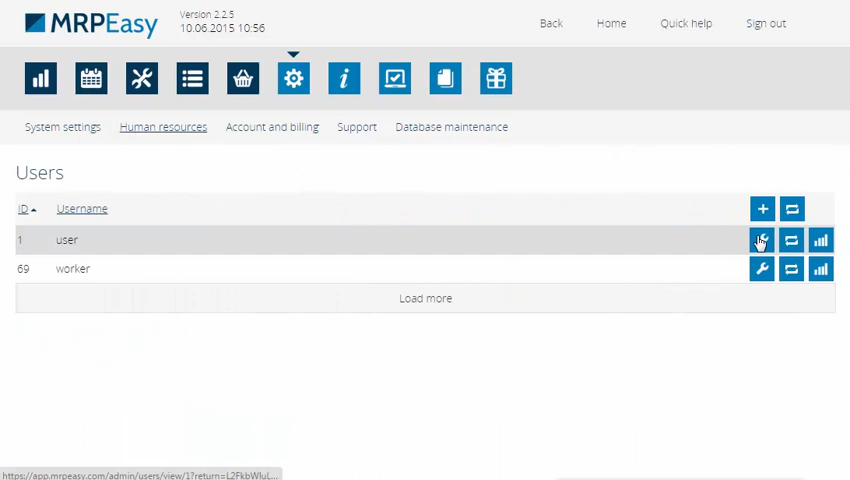 MRPEasy
Version 2.2.5
10.06.2015 10:56
Back Home Quick help Sign out
System settings Human resources Account and billing Support Database maintenance
Users
ID Username
1 user
69 worker
Load more
https://app.mrpeasy.com/admin/users/view/1?return=L2FkbWluL...